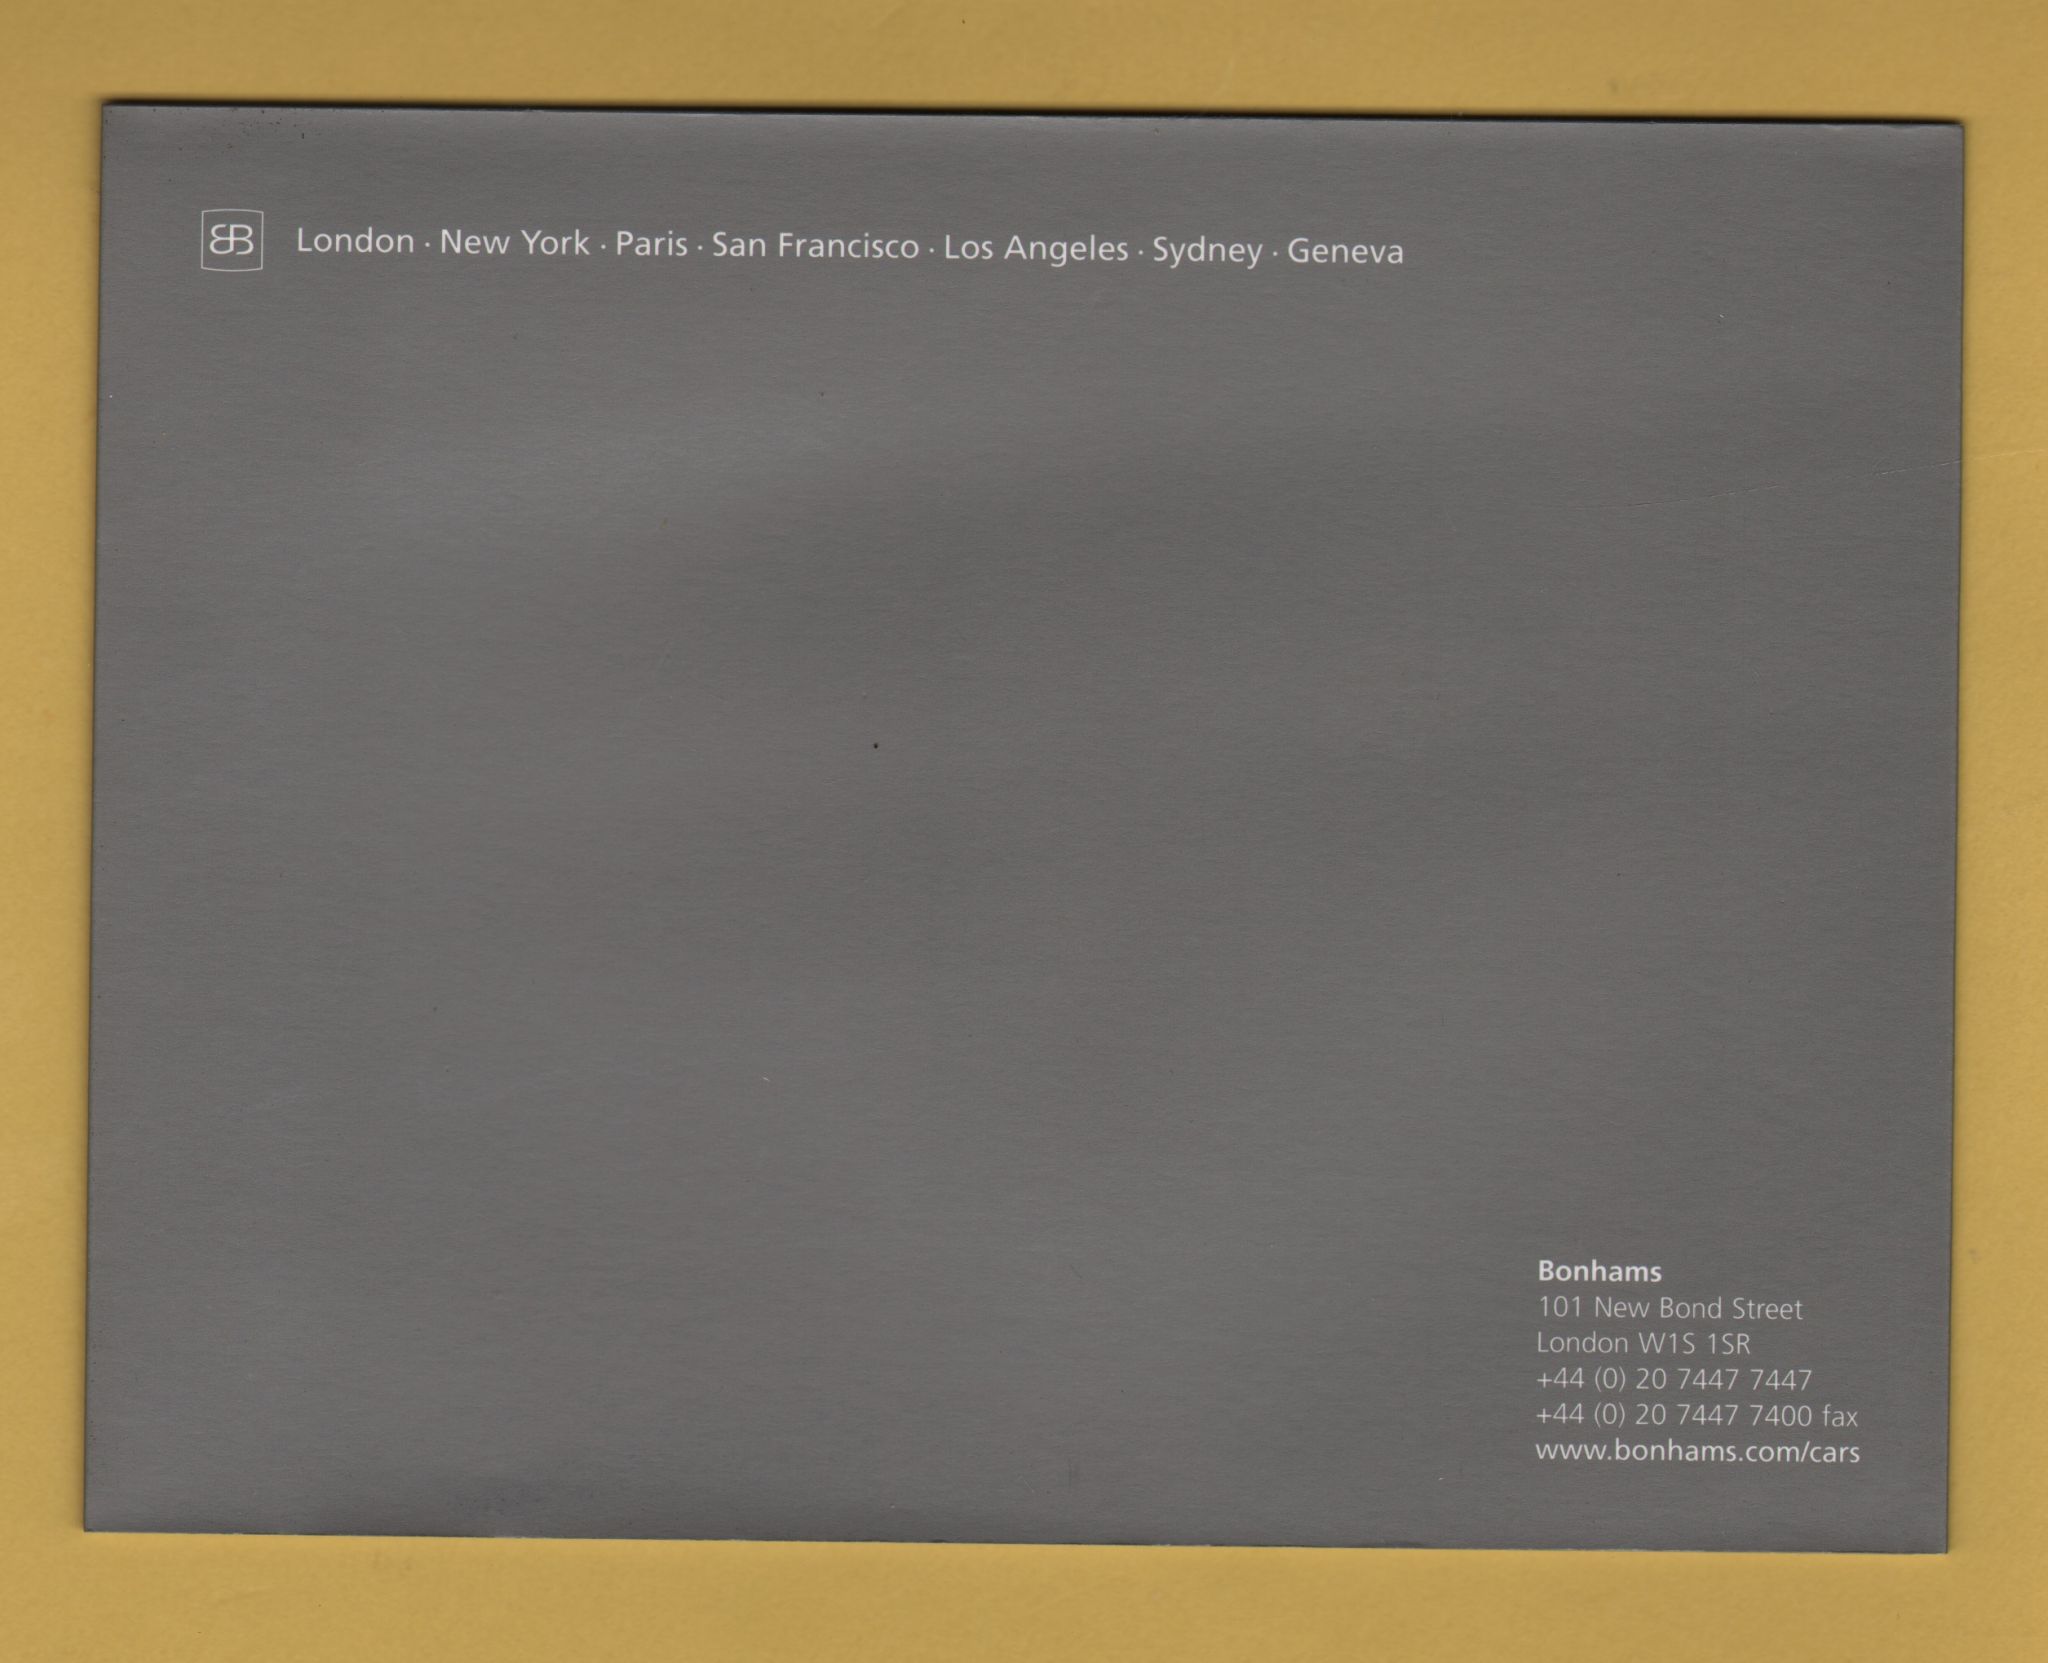 London · New York · Paris · San Francisco · Los Angeles · Sydney · Geneva
Bonhams
101 New Bond Street
London W1S 1SR
+44 (0) 20 7447 7447
+44 (0) 20 7447 7400 fax
www.bonhams.com/cars